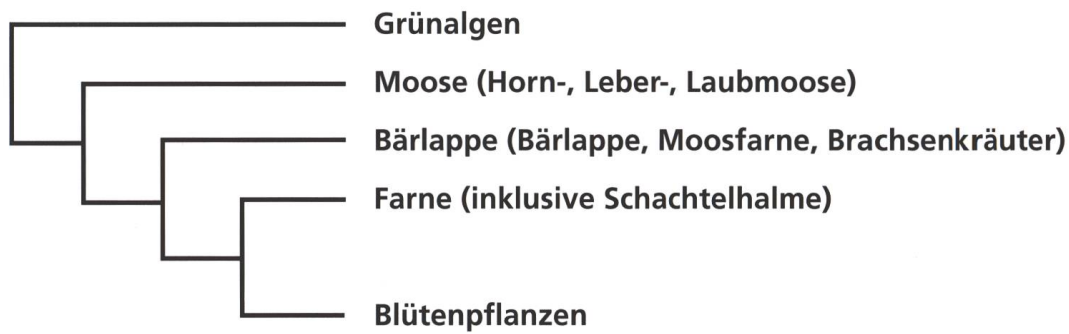 Grünalgen
Moose (Horn-, Leber-, Laubmoose)
Bärlappe (Bärlappe, Moosfarne, Brachsenkräuter)
Farne (inklusive Schachtelhalme)
Blütenpflanzen